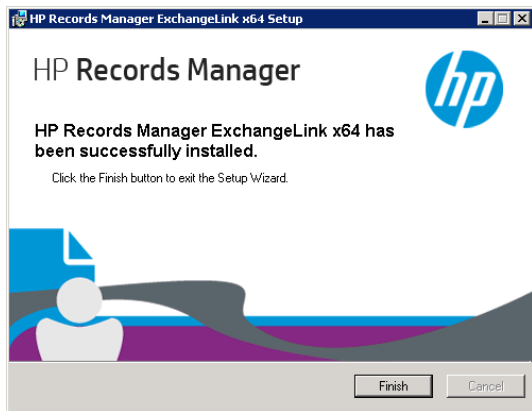 HP Records Manager ExchangeLink x64 Setup
HP Records Manager
hp
HP Records Manager ExchangeLink x64 has
been successfully installed.
Click the Finish button to exit the Setup Wizard.
Finish
Cancel